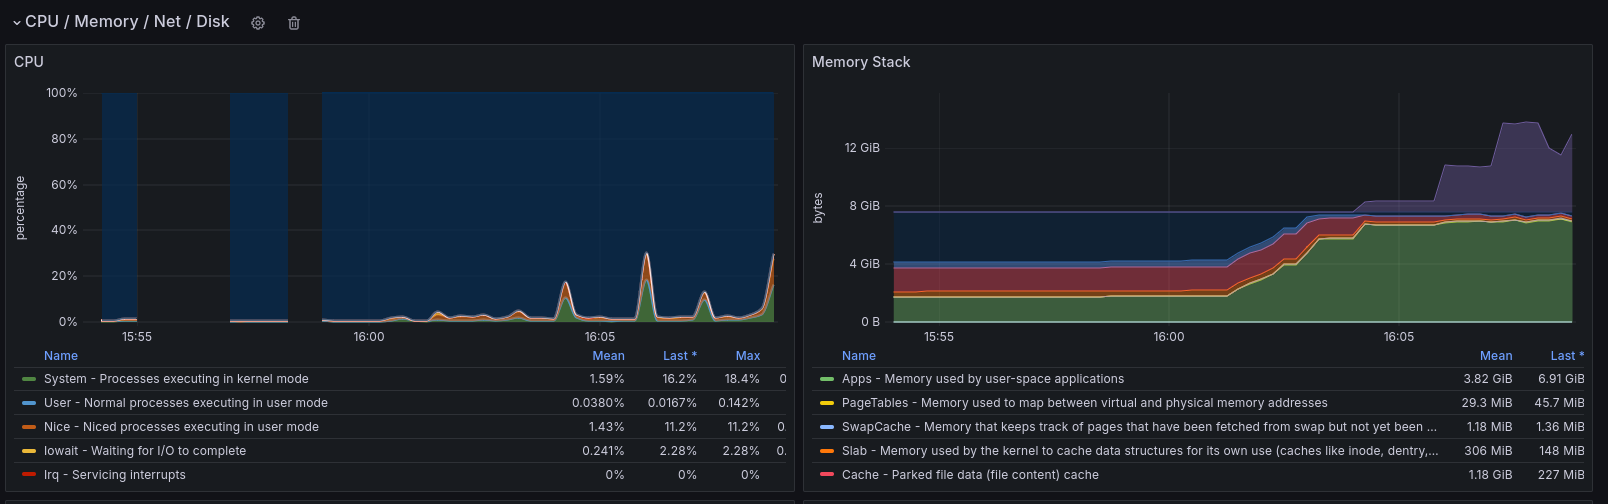 CPU / Memory / Net / Disk
CPU
100%
80%
60%
40%
20%
0%
percentage
15:55 16:00 16:05
Name Mean Last * Max
System - Processes executing in kernel mode 1.59% 16.2% 18.4% 0
User - Normal processes executing in user mode 0.0380% 0.0167% 0.142%
Nice - Niced processes executing in user mode 1.43% 11.2% 11.2% 0.
Iowait - Waiting for I/O to complete 0.241% 2.28% 2.28% 0.
Irq - Servicing interrupts 0% 0% 0%
Memory Stack
12 GiB
8 GiB
4 GiB
0 B
bytes
15:55 16:00 16:05
Name Mean Last *
Apps - Memory used by user-space applications 3.82 GiB 6.91 GiB
PageTables - Memory used to map between virtual and physical memory addresses 29.3 MiB 45.7 MiB
SwapCache - Memory that keeps track of pages that have been fetched from swap but not yet been ... 1.18 MiB 1.36 MiB
Slab - Memory used by the kernel to cache data structures for its own use (caches like inode, dentry,... 306 MiB 148 MiB
Cache - Parked file data (file content) cache 1.18 GiB 227 MiB